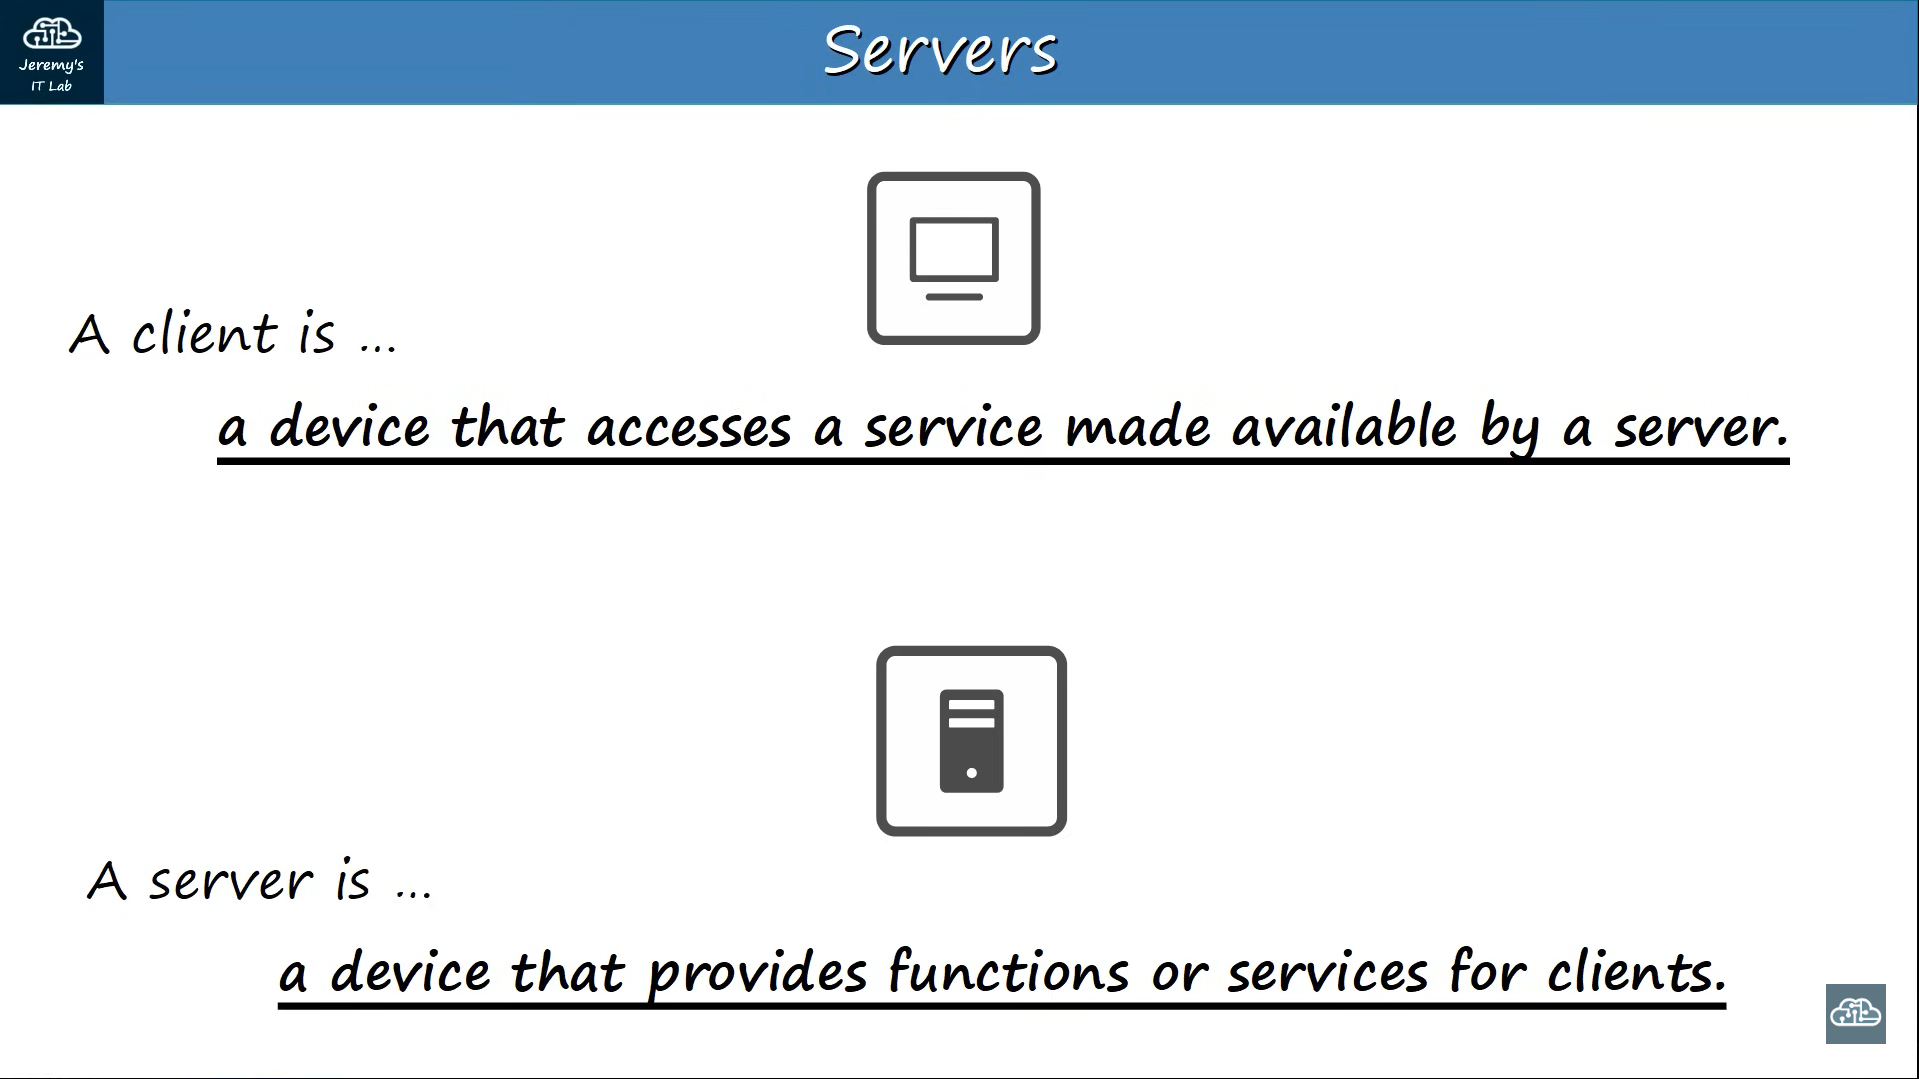 Jeremy's
IT Lab
Servers
A client is ...
a device that accesses a service made available by a server.
A server is ...
a device that provides functions or services for clients.